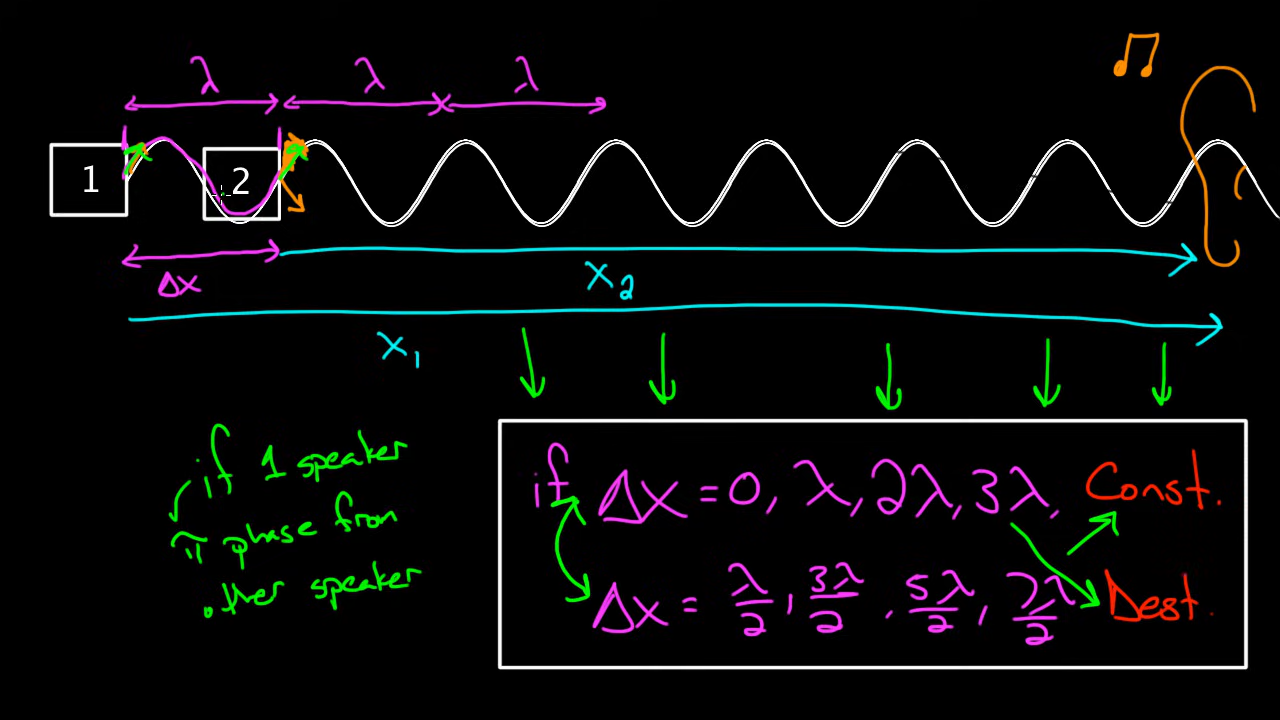 λ λ λ
1 2
Δx
x₂
x₁
if 1 speaker
π phase from
other speaker
if Δx = 0, λ, 2λ, 3λ, Const.
Δx = λ/2, 3λ/2, 5λ/2, 7λ/2 Dest.